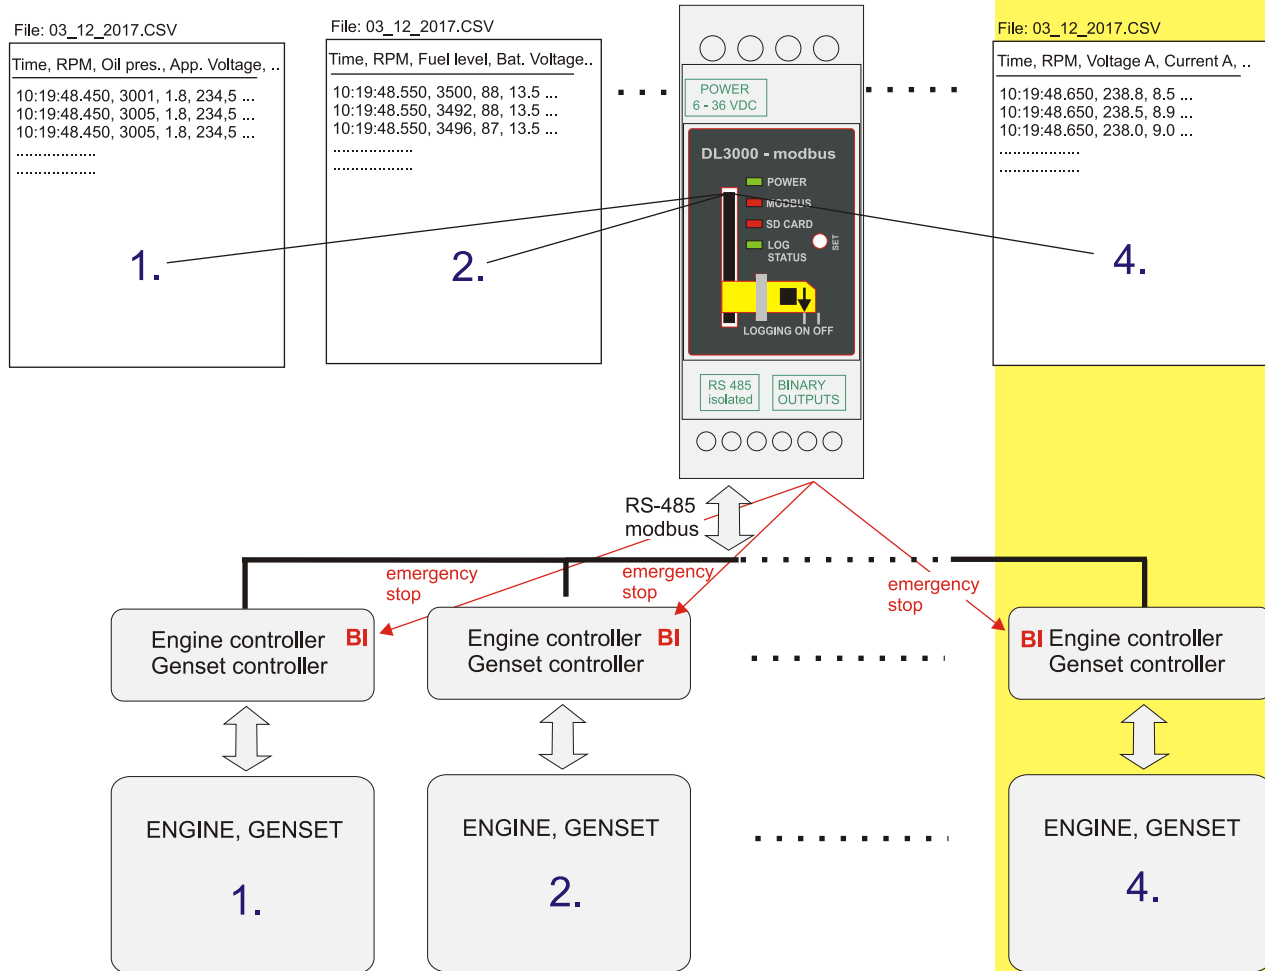 File: 03_12_2017.CSV
Time, RPM, Oil pres., App. Voltage, ..
10:19:48.450, 3001, 1.8, 234,5 ...
10:19:48.450, 3005, 1.8, 234,5 ...
10:19:48.450, 3005, 1.8, 234,5 ...
................
................
1.
File: 03_12_2017.CSV
Time, RPM, Fuel level, Bat. Voltage..
10:19:48.550, 3500, 88, 13.5 ...
10:19:48.550, 3492, 88, 13.5 ...
10:19:48.550, 3496, 87, 13.5 ...
................
................
2.
POWER
6 - 36 VDC
DL3000 - modbus
POWER
MODBUS
SD CARD
LOG
STATUS
SET
LOGGING ON OFF
RS 485
isolated
BINARY
OUTPUTS
File: 03_12_2017.CSV
Time, RPM, Voltage A, Current A, ..
10:19:48.650, 238.8, 8.5 ...
10:19:48.650, 238.5, 8.9 ...
10:19:48.650, 238.0, 9.0 ...
................
................
4.
RS-485
modbus
emergency
stop
emergency
stop
emergency
stop
Engine controller BI
Genset controller
Engine controller BI
Genset controller
BI Engine controller
Genset controller
ENGINE, GENSET
1.
ENGINE, GENSET
2.
ENGINE, GENSET
4.